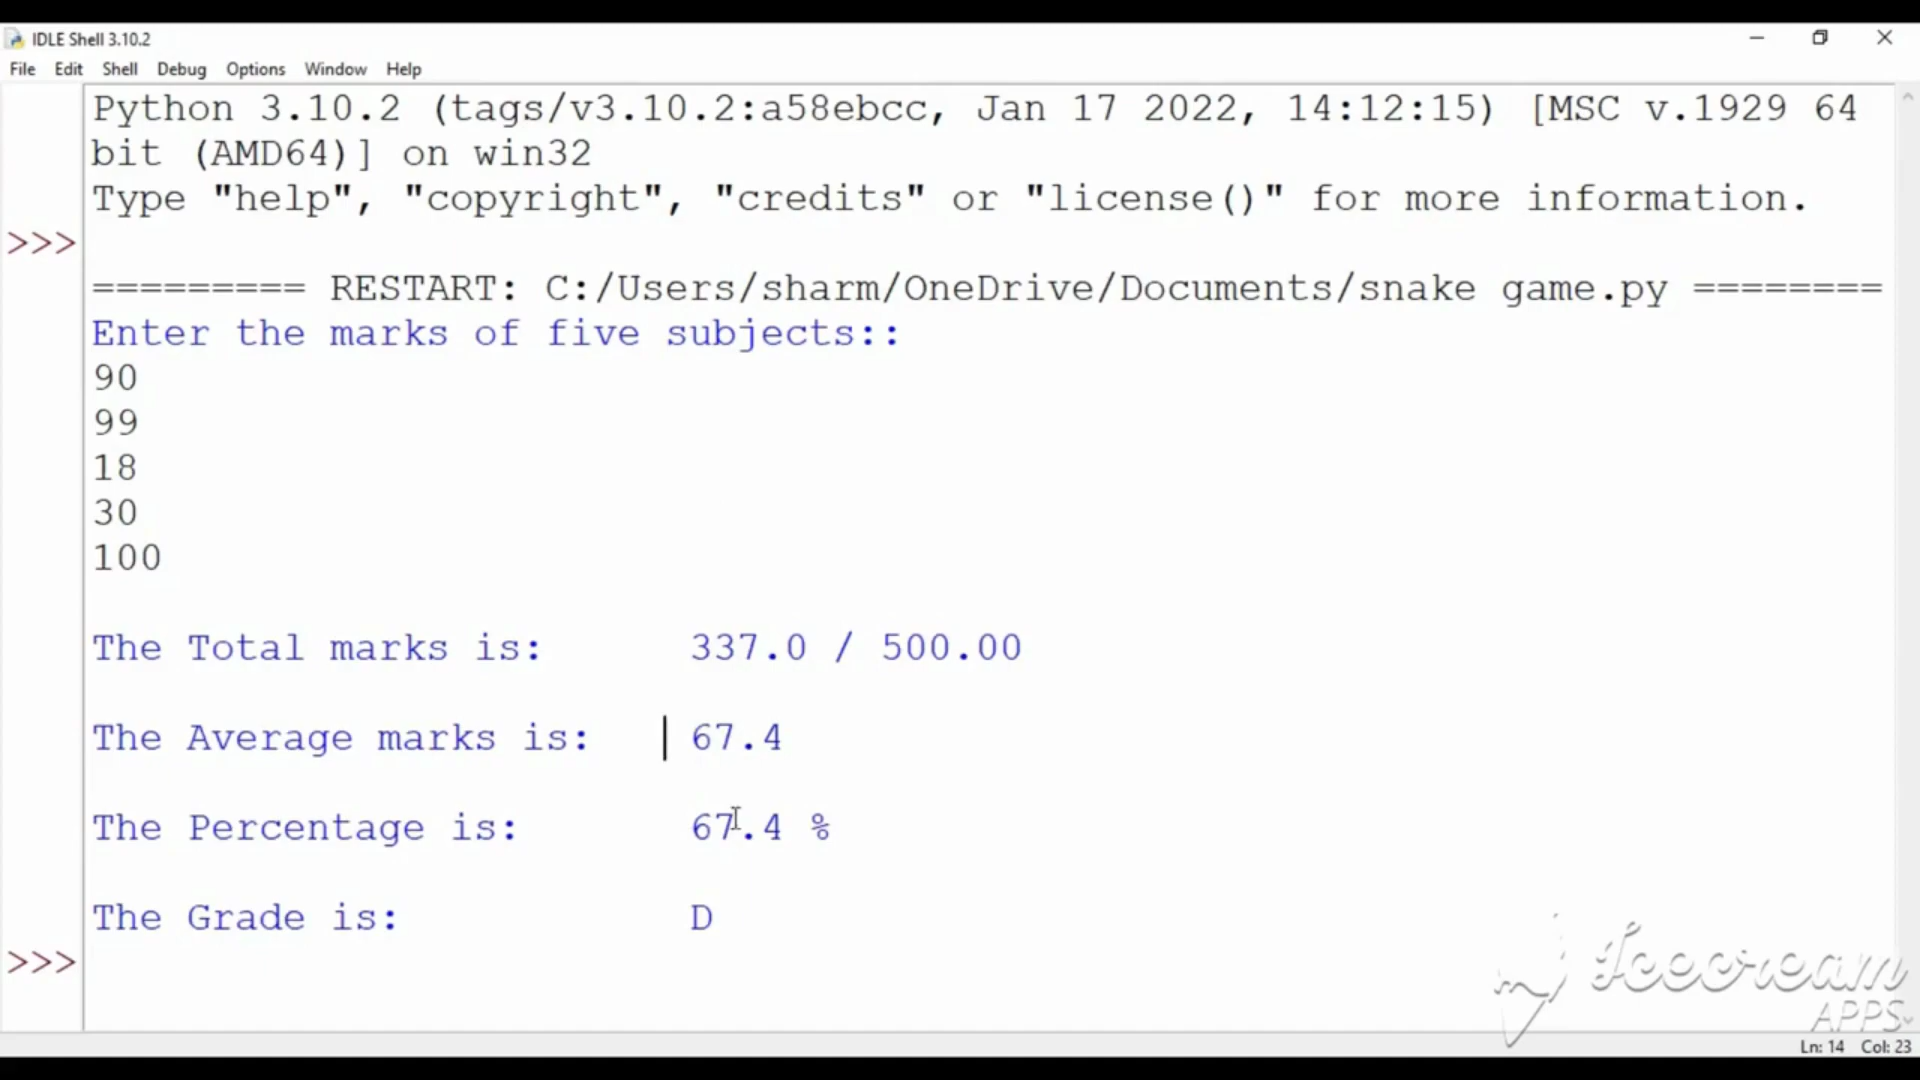 IDLE Shell 3.10.2
File Edit Shell Debug Options Window Help
Python 3.10.2 (tags/v3.10.2:a58ebcc, Jan 17 2022, 14:12:15) [MSC v.1929 64
bit (AMD64)] on win32
Type "help", "copyright", "credits" or "license()" for more information.
>>>
========= RESTART: C:/Users/sharm/OneDrive/Documents/snake game.py ========
Enter the marks of five subjects::
90
99
18
30
100
The Total marks is: 337.0 / 500.00
The Average marks is: 67.4
The Percentage is: 67.4 %
The Grade is: D
>>>
Icecream
APPS
Ln: 14 Col: 23